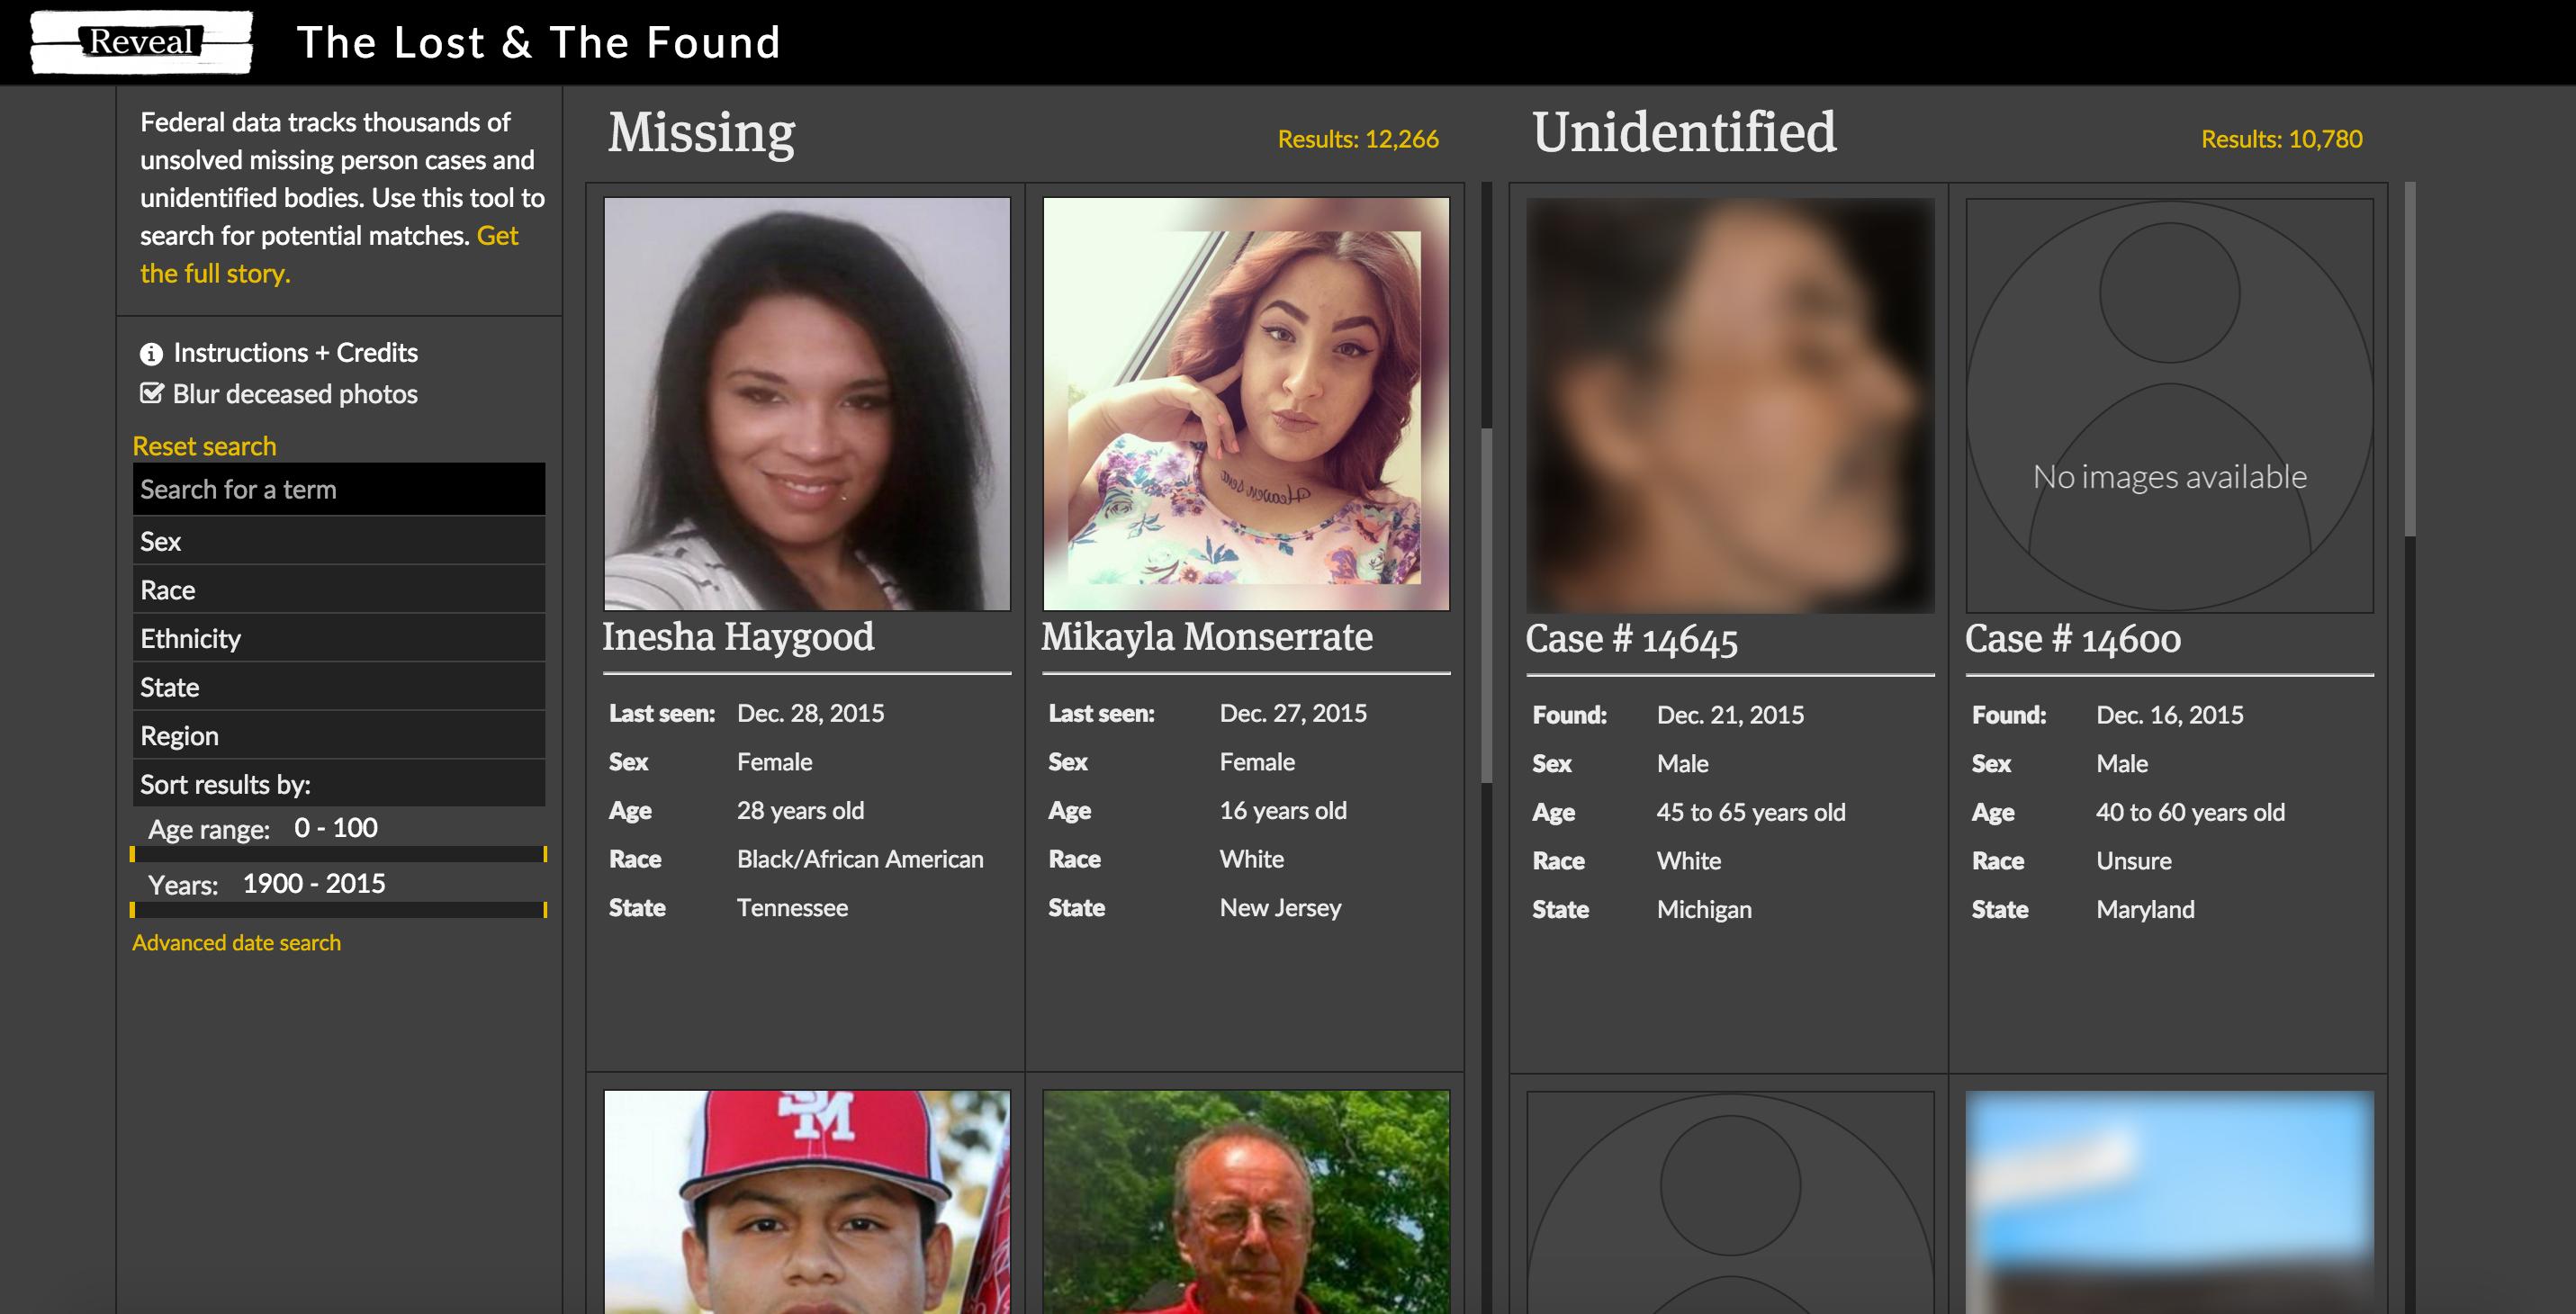 Reveal
The Lost & The Found
Federal data tracks thousands of
unsolved missing person cases and
unidentified bodies. Use this tool to
search for potential matches. Get
the full story.
Instructions + Credits
Blur deceased photos
Reset search
Search for a term
Sex
Race
Ethnicity
State
Region
Sort results by:
Age range: 0 - 100
Years: 1900 - 2015
Advanced date search
Missing
Results: 12,266
Heaven sent
Inesha Haygood
Last seen: Dec. 28, 2015
Sex Female
Age 28 years old
Race Black/African American
State Tennessee
Mikayla Monserrate
Last seen: Dec. 27, 2015
Sex Female
Age 16 years old
Race White
State New Jersey
SM
Unidentified
Results: 10,780
Case # 14645
Found: Dec. 21, 2015
Sex Male
Age 45 to 65 years old
Race White
State Michigan
No images available
Case # 14600
Found: Dec. 16, 2015
Sex Male
Age 40 to 60 years old
Race Unsure
State Maryland